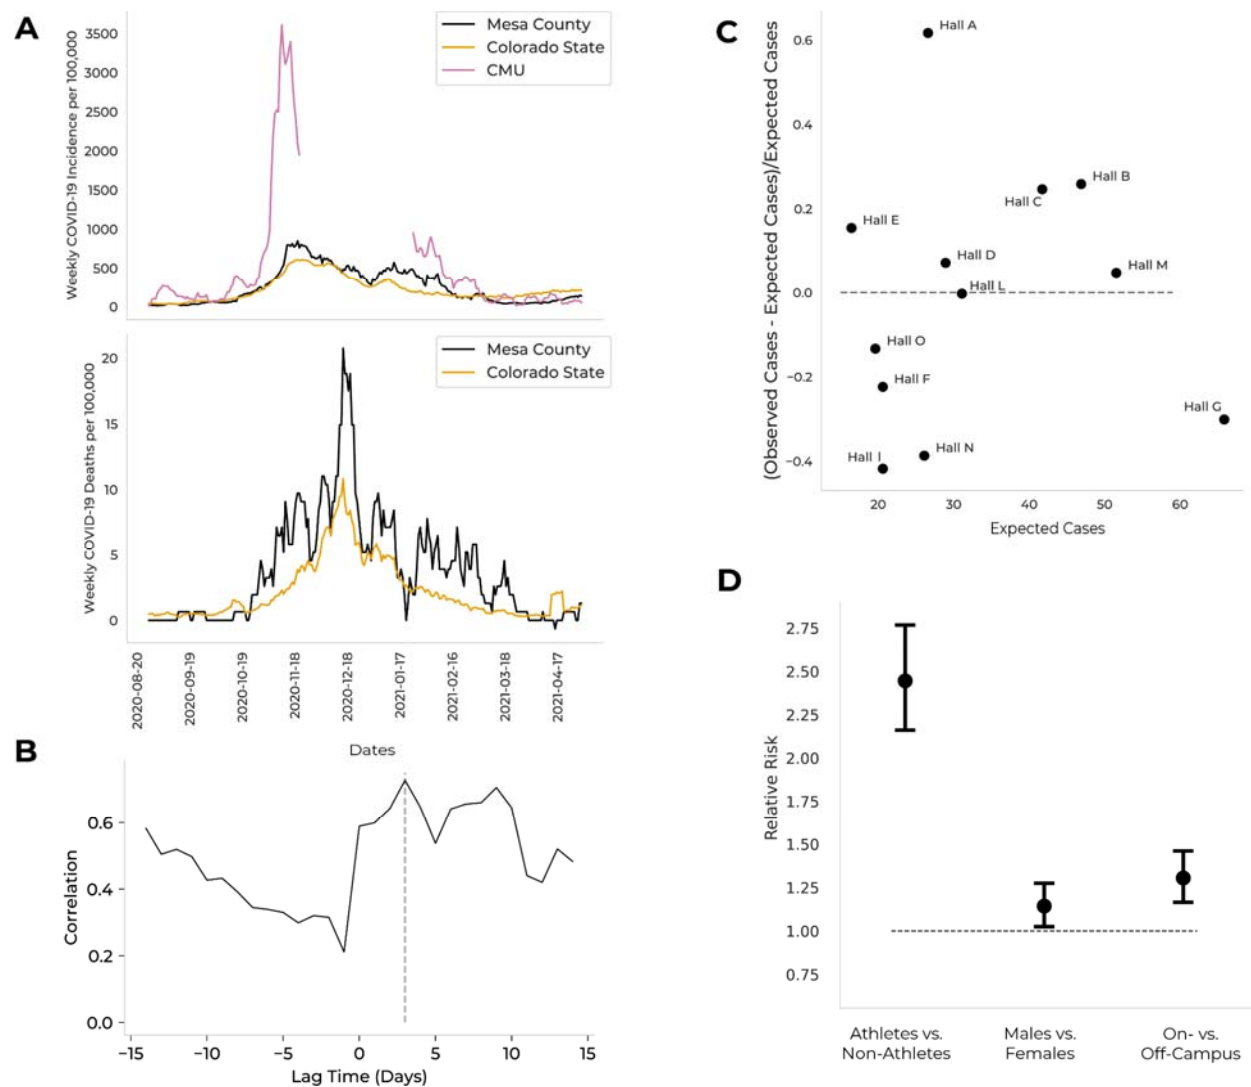 A
Weekly COVID-19 Incidence per 100,000
3500
3000
2500
2000
1500
1000
500
0
Mesa County
Colorado State
CMU
Weekly COVID-19 Deaths per 100,000
20
15
10
5
0
Mesa County
Colorado State
2020-08-20
2020-09-19
2020-10-19
2020-11-18
2020-12-18
2021-01-17
2021-02-16
2021-03-18
2021-04-17
Dates
B
Correlation
0.6
0.4
0.2
0.0
−15
−10
−5
0
5
10
15
Lag Time (Days)
C
(Observed Cases - Expected Cases)/Expected Cases
0.6
0.4
0.2
0.0
−0.2
−0.4
Hall A
Hall B
Hall C
Hall E
Hall D
Hall M
Hall L
Hall O
Hall F
Hall G
Hall N
Hall I
20
30
40
50
60
Expected Cases
D
Relative Risk
2.75
2.50
2.25
2.00
1.75
1.50
1.25
1.00
0.75
Athletes vs.
Non-Athletes
Males vs.
Females
On- vs.
Off-Campus